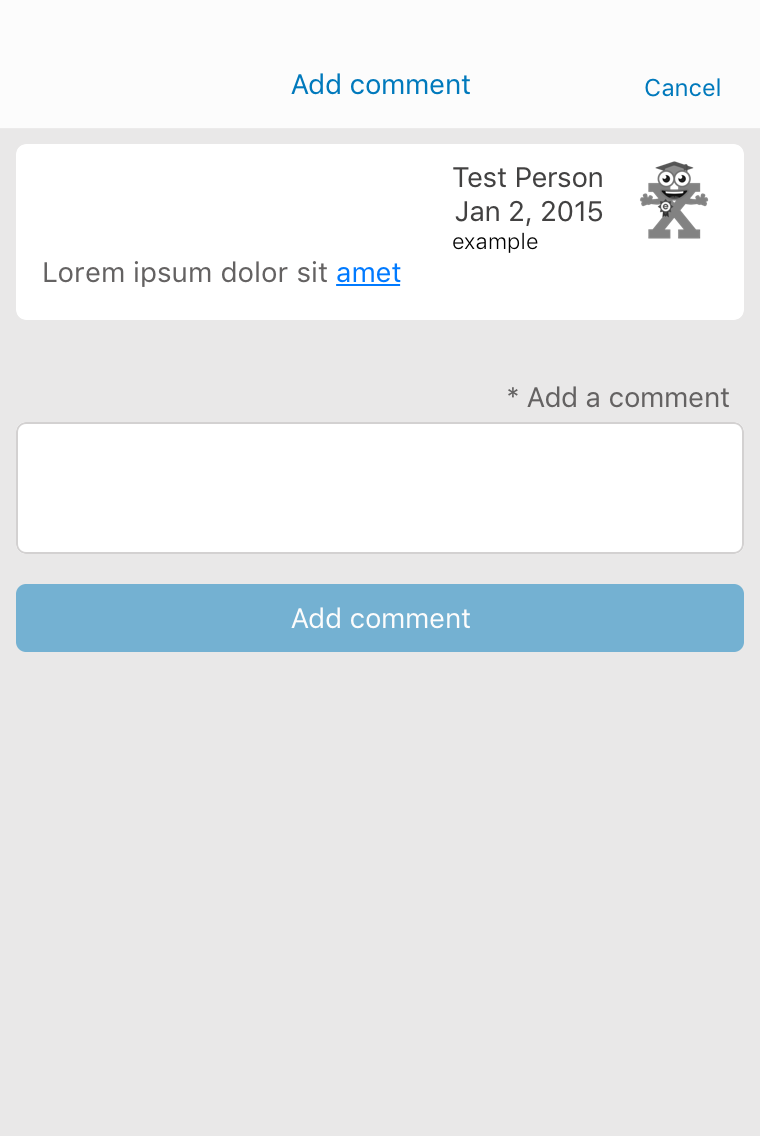 Add comment
Cancel
Test Person
Jan 2, 2015
example
Lorem ipsum dolor sit amet
* Add a comment
Add comment